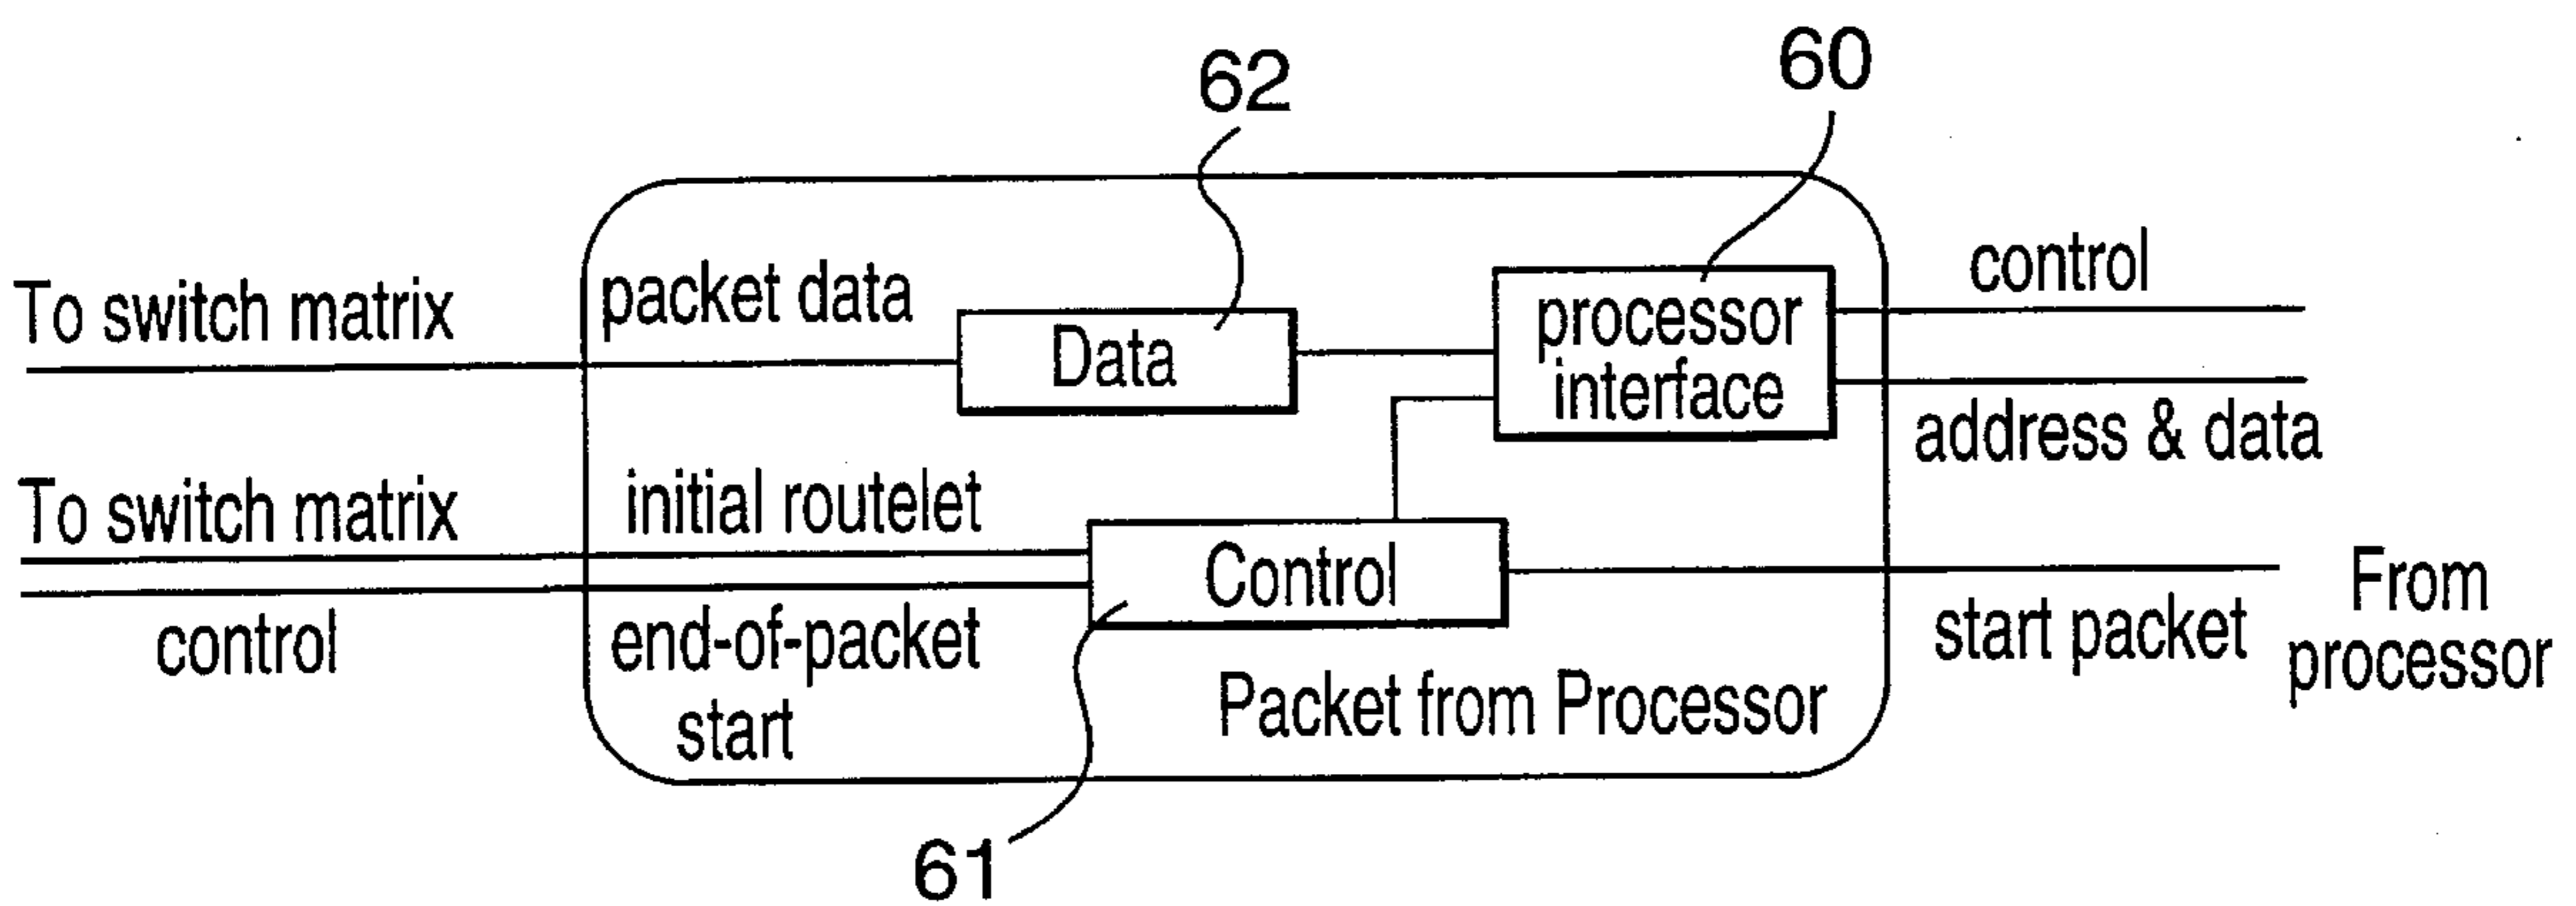 62
60
To switch matrix
packet data
Data
processor
interface
control
address & data
To switch matrix
control
initial routelet
end-of-packet
start
Control
start packet
From
processor
Packet from Processor
61